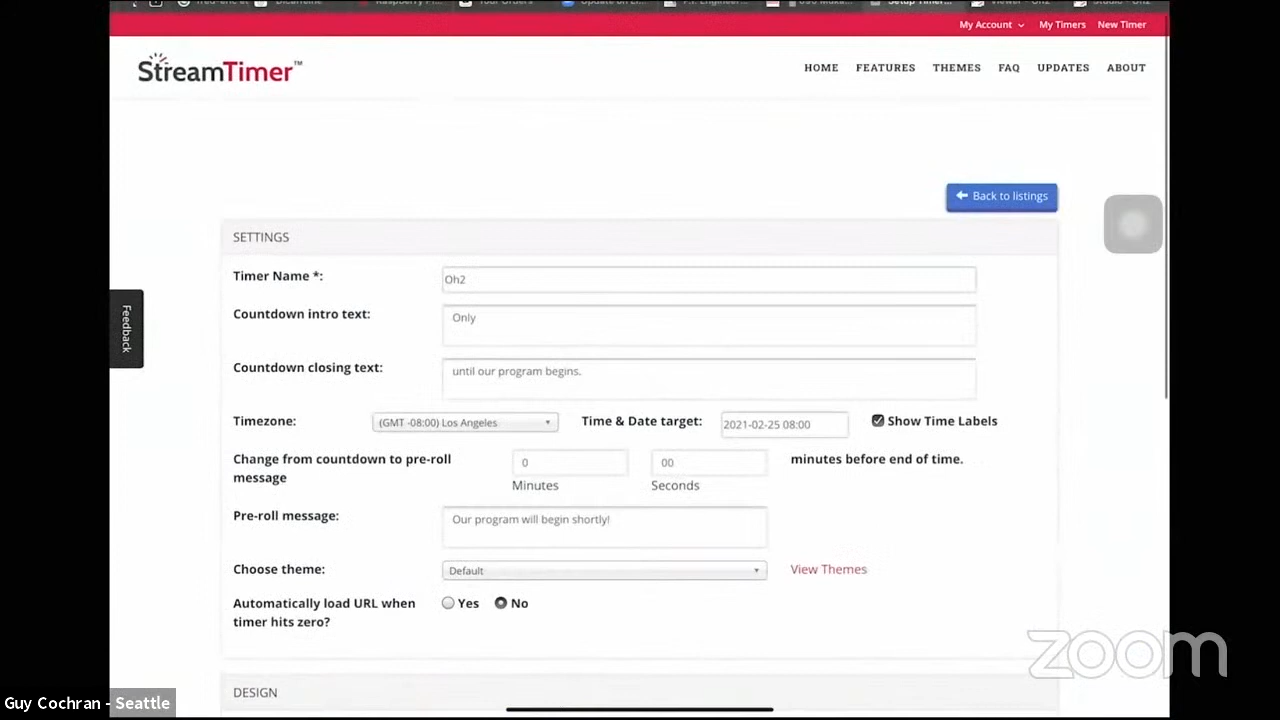 My Account My Timers New Timer
StreamTimer™
HOME FEATURES THEMES FAQ UPDATES ABOUT
Back to listings
SETTINGS
Timer Name *: Oh2
Countdown intro text: Only
Feedback
Countdown closing text: until our program begins.
Timezone: (GMT -08:00) Los Angeles Time & Date target: 2021-02-25 08:00 Show Time Labels
Change from countdown to pre-roll 0 00 minutes before end of time.
message Minutes Seconds
Pre-roll message: Our program will begin shortly!
Choose theme: Default View Themes
Automatically load URL when Yes No
timer hits zero?
zoom
DESIGN
Guy Cochran - Seattle